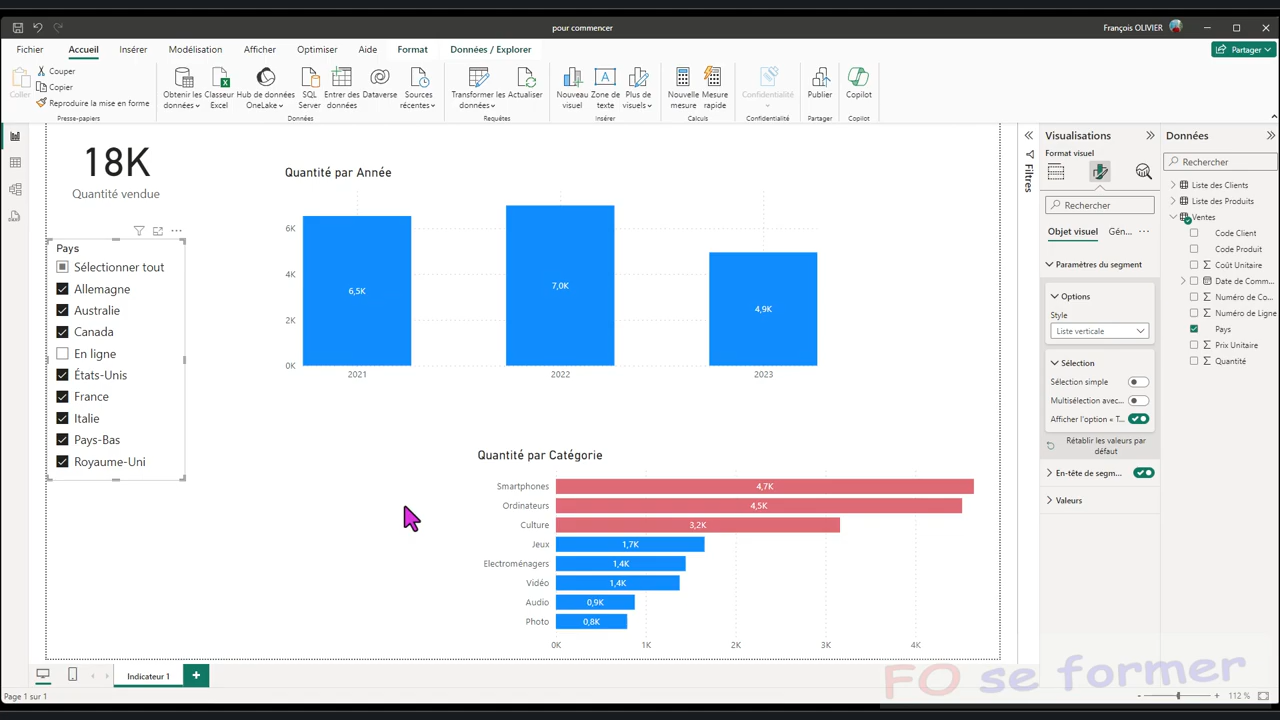 pour commencer
François OLIVIER
Fichier
Accueil
Insérer
Modélisation
Afficher
Optimiser
Aide
Format
Données / Explorer
Partager
Coller
Couper
Copier
Reproduire la mise en forme
Presse-papiers
Obtenir les données
Classeur Excel
Hub de données OneLake
SQL Server
Entrer des données
Dataverse
Sources récentes
Données
Transformer les données
Actualiser
Requêtes
Nouveau visuel
Zone de texte
Plus de visuels
Insérer
Nouvelle mesure
Mesure rapide
Calculs
Confidentialité
Confidentialité
Publier
Partager
Copilot
Copilot
18K
Quantité vendue
Pays
Sélectionner tout
Allemagne
Australie
Canada
En ligne
États-Unis
France
Italie
Pays-Bas
Royaume-Uni
Quantité par Année
6K
4K
2K
0K
6,5K
7,0K
4,9K
2021
2022
2023
Quantité par Catégorie
Smartphones 4,7K
Ordinateurs 4,5K
Culture 3,2K
Jeux 1,7K
Electroménagers 1,4K
Vidéo 1,4K
Audio 0,9K
Photo 0,8K
0K 1K 2K 3K 4K
Filtres
Visualisations
Format visuel
Rechercher
Objet visuel
Géné... ...
Paramètres du segment
Options
Style
Liste verticale
Sélection
Sélection simple
Multisélection avec...
Afficher l'option « T...
Rétablir les valeurs par défaut
En-tête de segm...
Valeurs
Données
Rechercher
Liste des Clients
Liste des Produits
Ventes
Code Client
Code Produit
Coût Unitaire
Date de Comm...
Numéro de Co...
Numéro de Ligne
Pays
Prix Unitaire
Quantité
Indicateur 1
Page 1 sur 1
112 %
FO se former